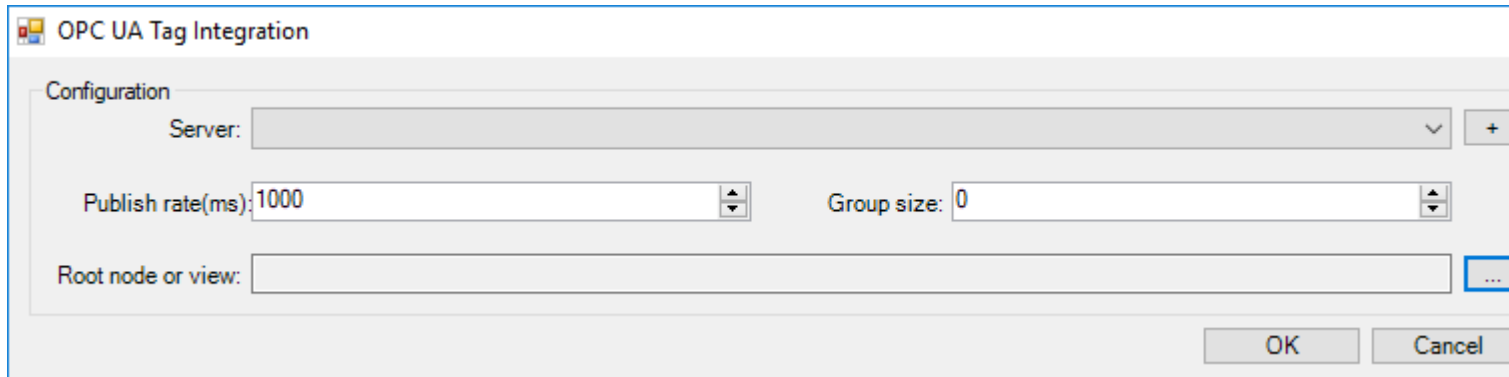 OPC UA Tag Integration
Configuration
Server: +
Publish rate(ms): 1000 Group size: 0
Root node or view: ...
OK Cancel